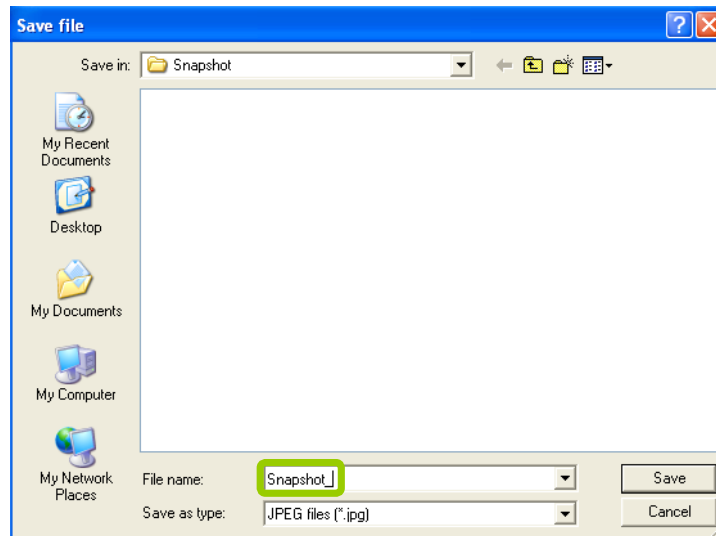 Save file
Save in: Snapshot
My Recent
Documents
Desktop
My Documents
My Computer
My Network
Places
File name: Snapshot_
Save
Save as type: JPEG files (*.jpg)
Cancel